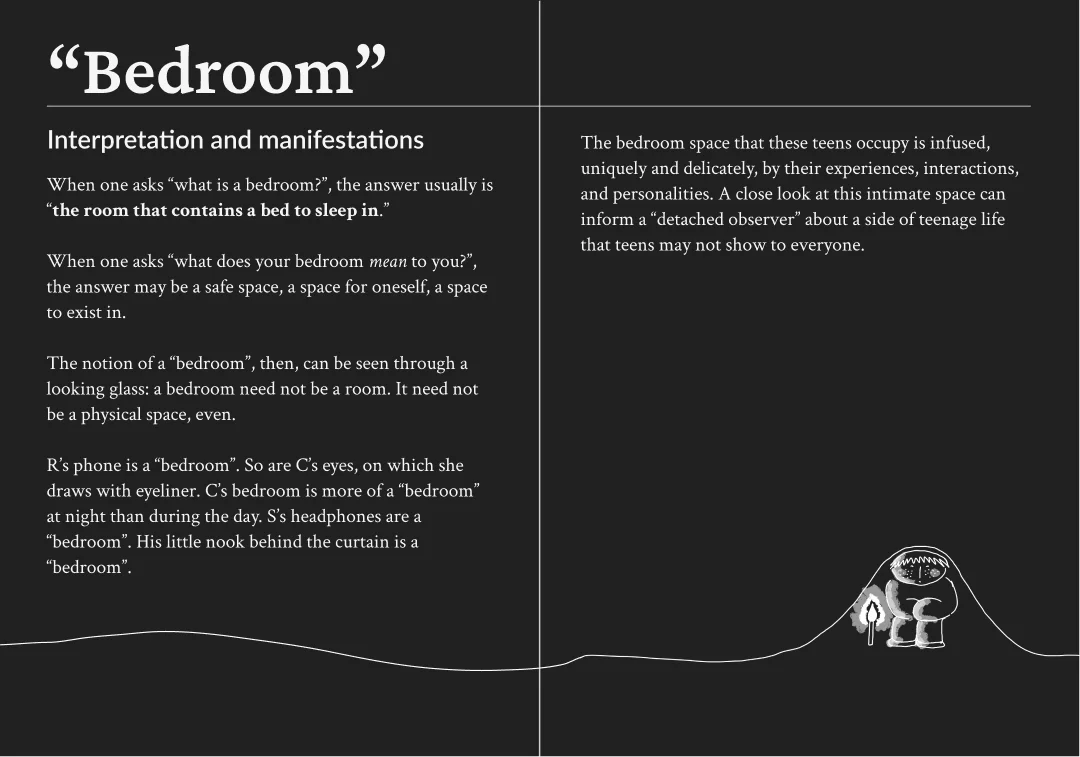 “Bedroom”
Interpretation and manifestations
When one asks “what is a bedroom?”, the answer usually is
“the room that contains a bed to sleep in.”
When one asks “what does your bedroom mean to you?”,
the answer may be a safe space, a space for oneself, a space
to exist in.
The notion of a “bedroom”, then, can be seen through a
looking glass: a bedroom need not be a room. It need not
be a physical space, even.
R’s phone is a “bedroom”. So are C’s eyes, on which she
draws with eyeliner. C’s bedroom is more of a “bedroom”
at night than during the day. S’s headphones are a
“bedroom”. His little nook behind the curtain is a
“bedroom”.
The bedroom space that these teens occupy is infused,
uniquely and delicately, by their experiences, interactions,
and personalities. A close look at this intimate space can
inform a “detached observer” about a side of teenage life
that teens may not show to everyone.